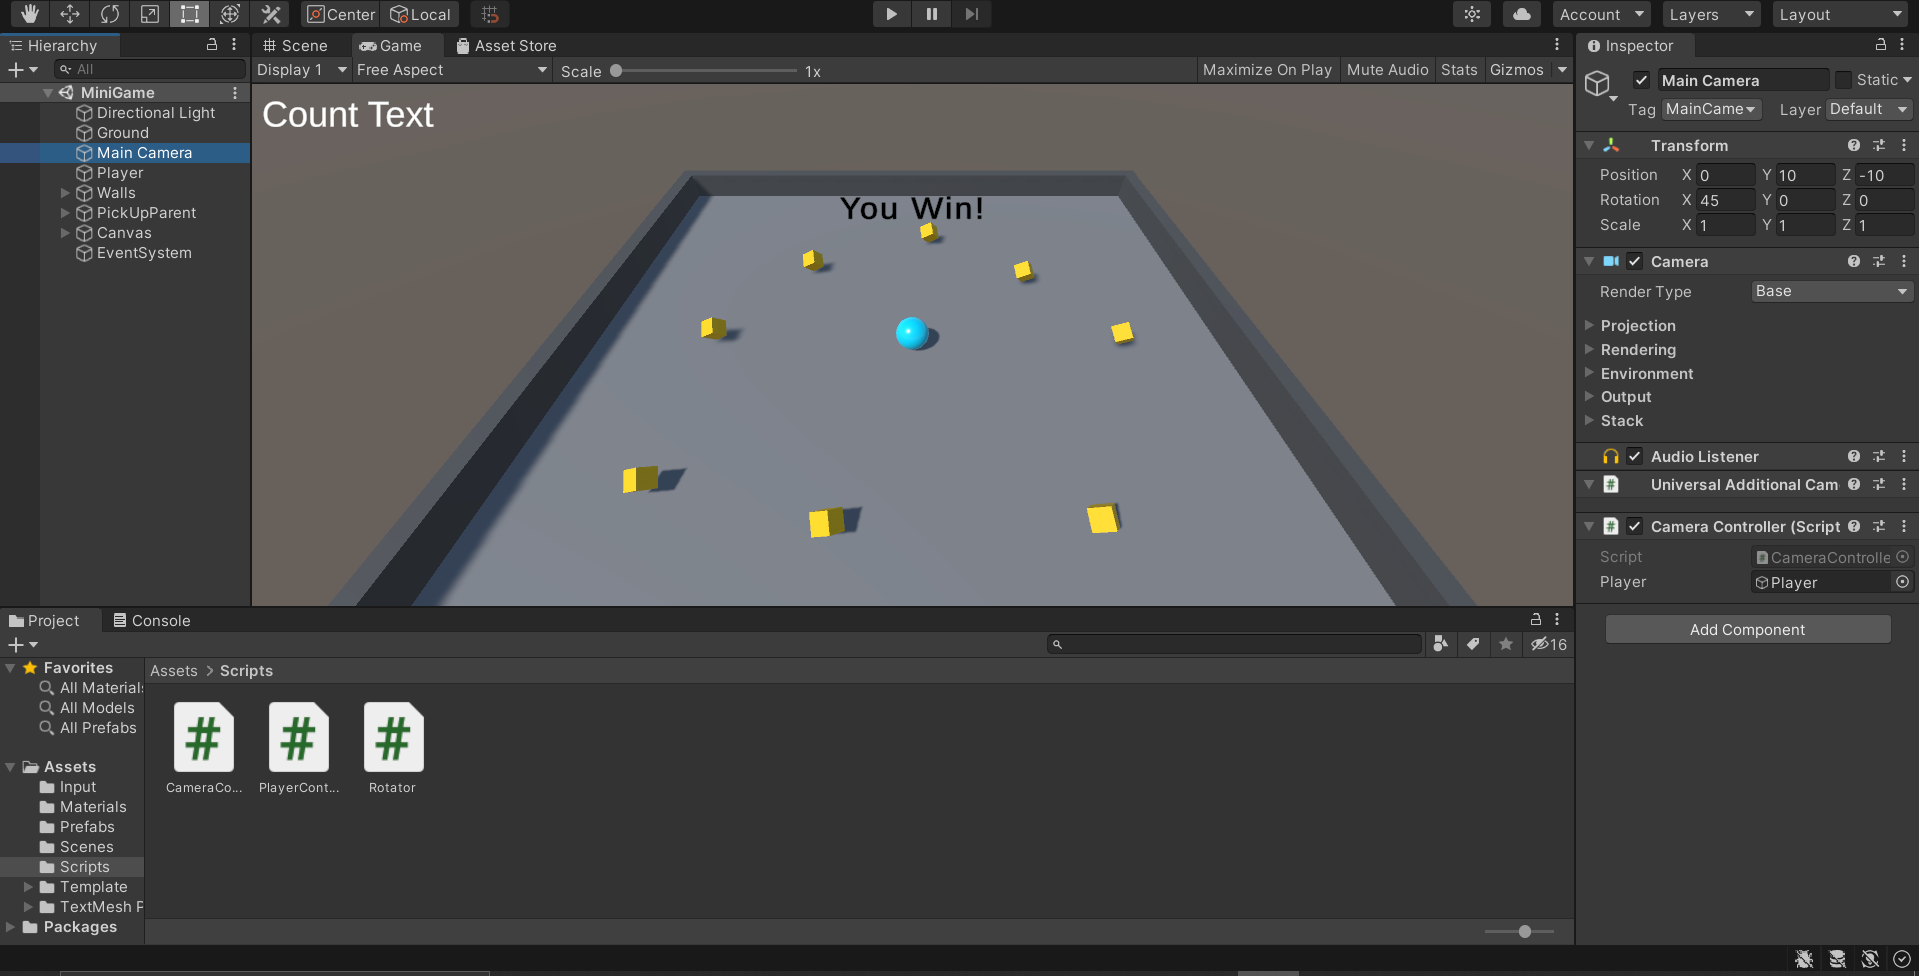 Center Local Account Layers Layout
Hierarchy
All
MiniGame
Directional Light
Ground
Main Camera
Player
Walls
PickUpParent
Canvas
EventSystem
Scene Game Asset Store
Display 1 Free Aspect Scale 1x Maximize On Play Mute Audio Stats Gizmos
Count Text
You Win!
Inspector
Main Camera Static
Tag MainCame Layer Default
Transform
Position X 0 Y 10 Z -10
Rotation X 45 Y 0 Z 0
Scale X 1 Y 1 Z 1
Camera
Render Type Base
Projection
Rendering
Environment
Output
Stack
Audio Listener
# Universal Additional Cam
# Camera Controller (Script
Script # CameraControlle
Player Player
Add Component
Project Console
16
Favorites
All Materials
All Models
All Prefabs
Assets
Input
Materials
Prefabs
Scenes
Scripts
Template
TextMesh P
Packages
Assets > Scripts
# # #
CameraCo... PlayerCont... Rotator